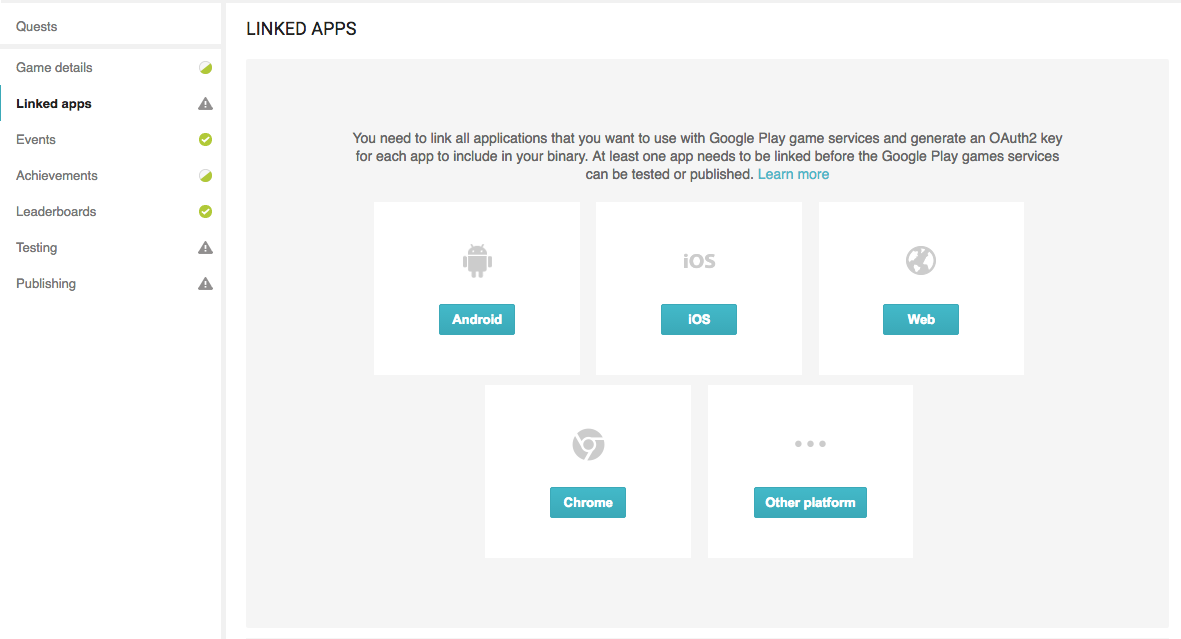 Quests
Game details
Linked apps
Events
Achievements
Leaderboards
Testing
Publishing
LINKED APPS
You need to link all applications that you want to use with Google Play game services and generate an OAuth2 key
for each app to include in your binary. At least one app needs to be linked before the Google Play games services
can be tested or published. Learn more
iOS
Android
iOS
Web
Chrome
Other platform